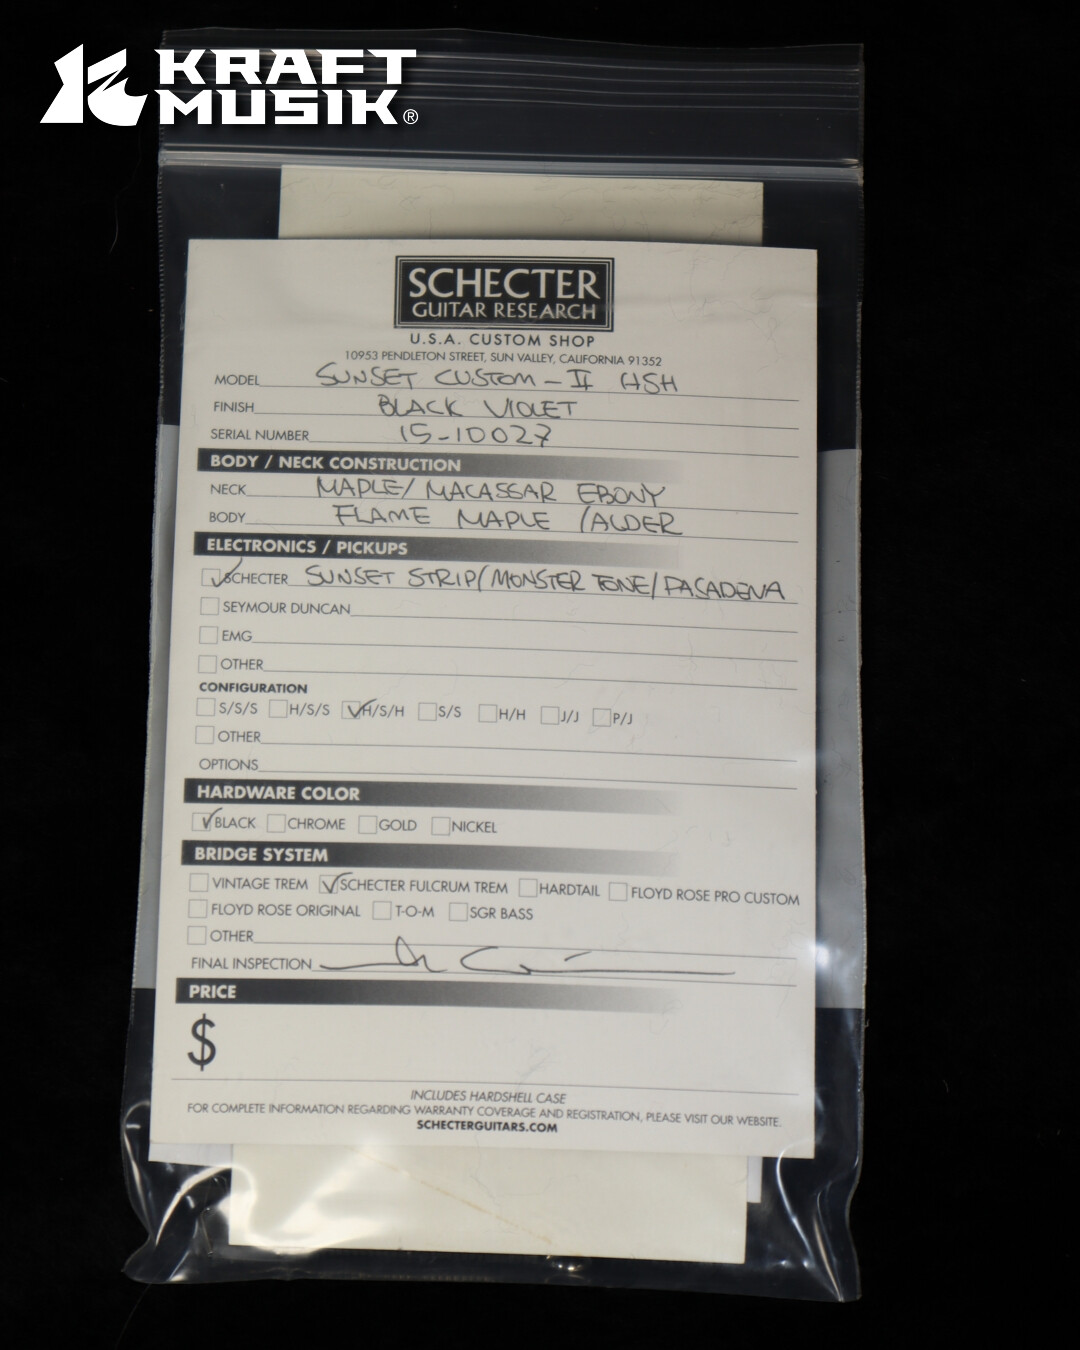 KRAFT
MUSIK®
SCHECTER
GUITAR RESEARCH
U.S.A. CUSTOM SHOP
10953 PENDLETON STREET, SUN VALLEY, CALIFORNIA 91352
MODEL SUNSET CUSTOM - II HSH
FINISH BLACK VIOLET
SERIAL NUMBER 15-10027
BODY / NECK CONSTRUCTION
NECK MAPLE/ MACASSAR EBONY
BODY FLAME MAPLE /ALDER
ELECTRONICS / PICKUPS
SCHECTER SUNSET STRIP/MONSTER TONE/PASADENA
SEYMOUR DUNCAN
EMG
OTHER
CONFIGURATION
S/S/S H/S/S H/S/H S/S H/H J/J P/J
OTHER
OPTIONS
HARDWARE COLOR
BLACK CHROME GOLD NICKEL
BRIDGE SYSTEM
VINTAGE TREM SCHECTER FULCRUM TREM HARDTAIL FLOYD ROSE PRO CUSTOM
FLOYD ROSE ORIGINAL T-O-M SGR BASS
OTHER
FINAL INSPECTION
PRICE
$
INCLUDES HARDSHELL CASE
FOR COMPLETE INFORMATION REGARDING WARRANTY COVERAGE AND REGISTRATION, PLEASE VISIT OUR WEBSITE.
SCHECTERGUITARS.COM